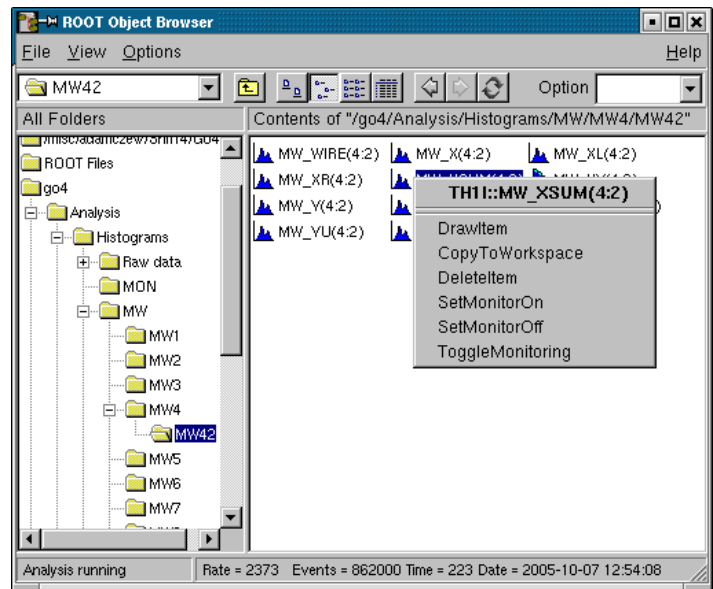 ROOT Object Browser
File View Options Help
MW42 Option
All Folders Contents of "/go4/Analysis/Histograms/MW/MW4/MW42"
ROOT Files
go4
Analysis
Histograms
Raw data
MON
MW
MW1
MW2
MW3
MW4
MW42
MW5
MW6
MW7
MW_WIRE(4:2) MW_X(4:2) MW_XL(4:2)
MW_XR(4:2)
MW_Y(4:2)
MW_YU(4:2)
TH1I::MW_XSUM(4:2)
DrawItem
CopyToWorkspace
DeleteItem
SetMonitorOn
SetMonitorOff
ToggleMonitoring
Analysis running Rate = 2373 Events = 862000 Time = 223 Date = 2005-10-07 12:54:08